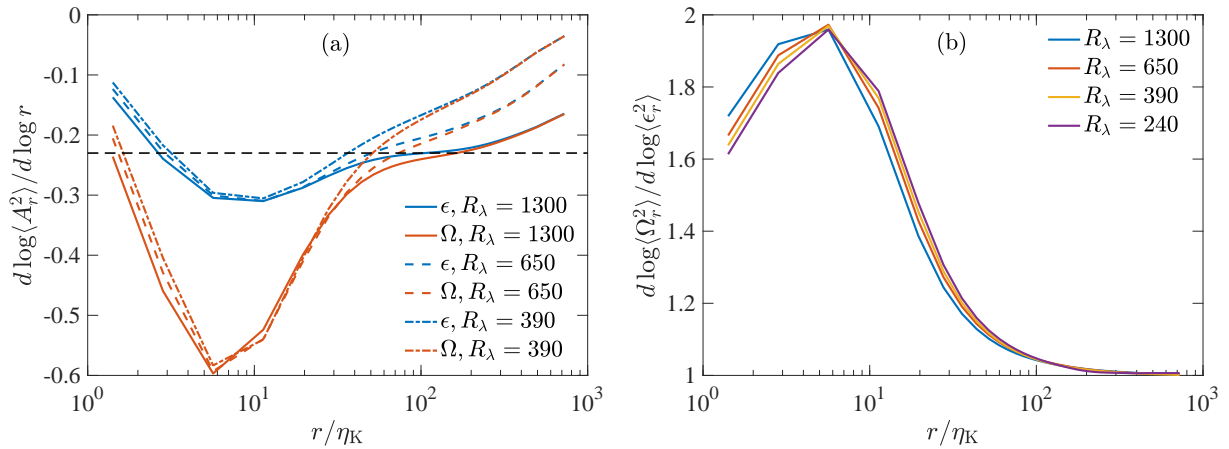 (a)
0
-0.1
-0.2
-0.3
-0.4
-0.5
-0.6
d log⟨A_r^2⟩/d log r
10^0
10^1
10^2
10^3
r/η_K
ϵ, R_λ = 1300
Ω, R_λ = 1300
ϵ, R_λ = 650
Ω, R_λ = 650
ϵ, R_λ = 390
Ω, R_λ = 390
(b)
2
1.8
1.6
1.4
1.2
1
d log⟨Ω_r^2⟩/d log⟨ϵ_r^2⟩
10^0
10^1
10^2
10^3
r/η_K
R_λ = 1300
R_λ = 650
R_λ = 390
R_λ = 240